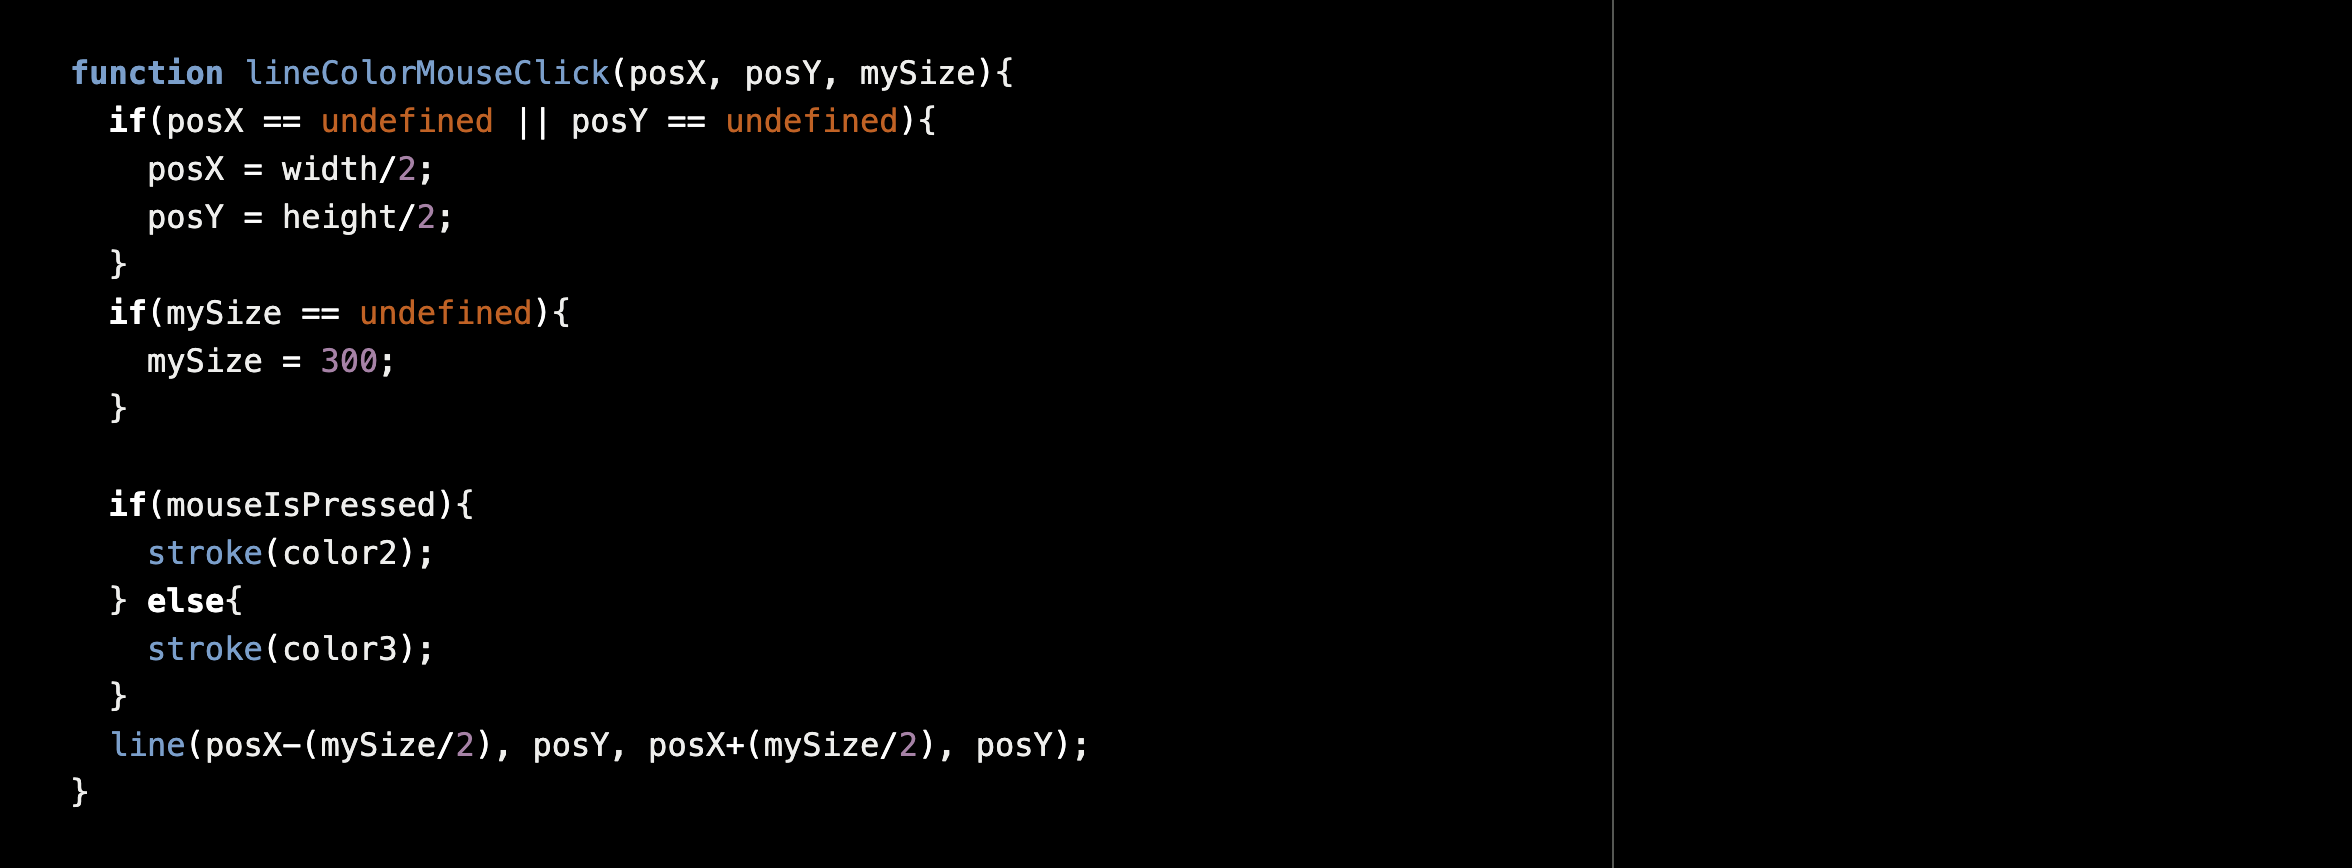 function lineColorMouseClick(posX, posY, mySize){
  if(posX == undefined || posY == undefined){
    posX = width/2;
    posY = height/2;
  }
  if(mySize == undefined){
    mySize = 300;
  }

  if(mouseIsPressed){
    stroke(color2);
  } else{
    stroke(color3);
  }
  line(posX-(mySize/2), posY, posX+(mySize/2), posY);
}